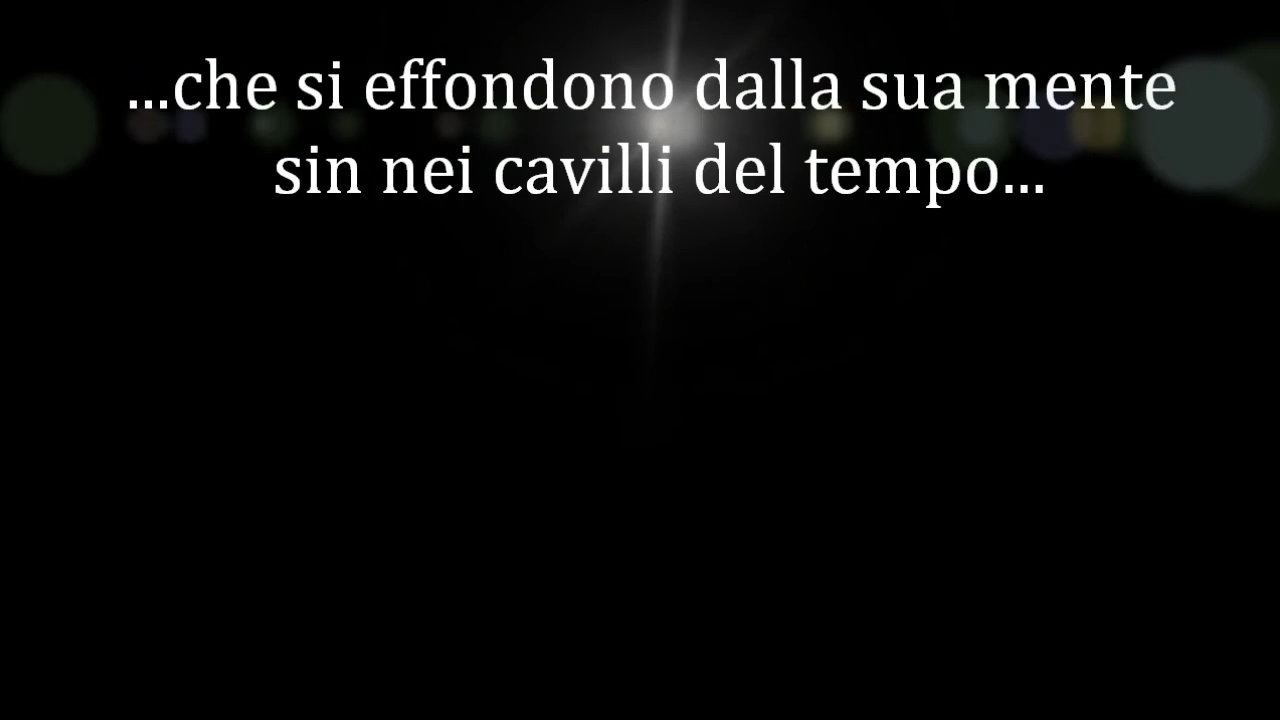 ...che si effondono dalla sua mente
sin nei cavilli del tempo...